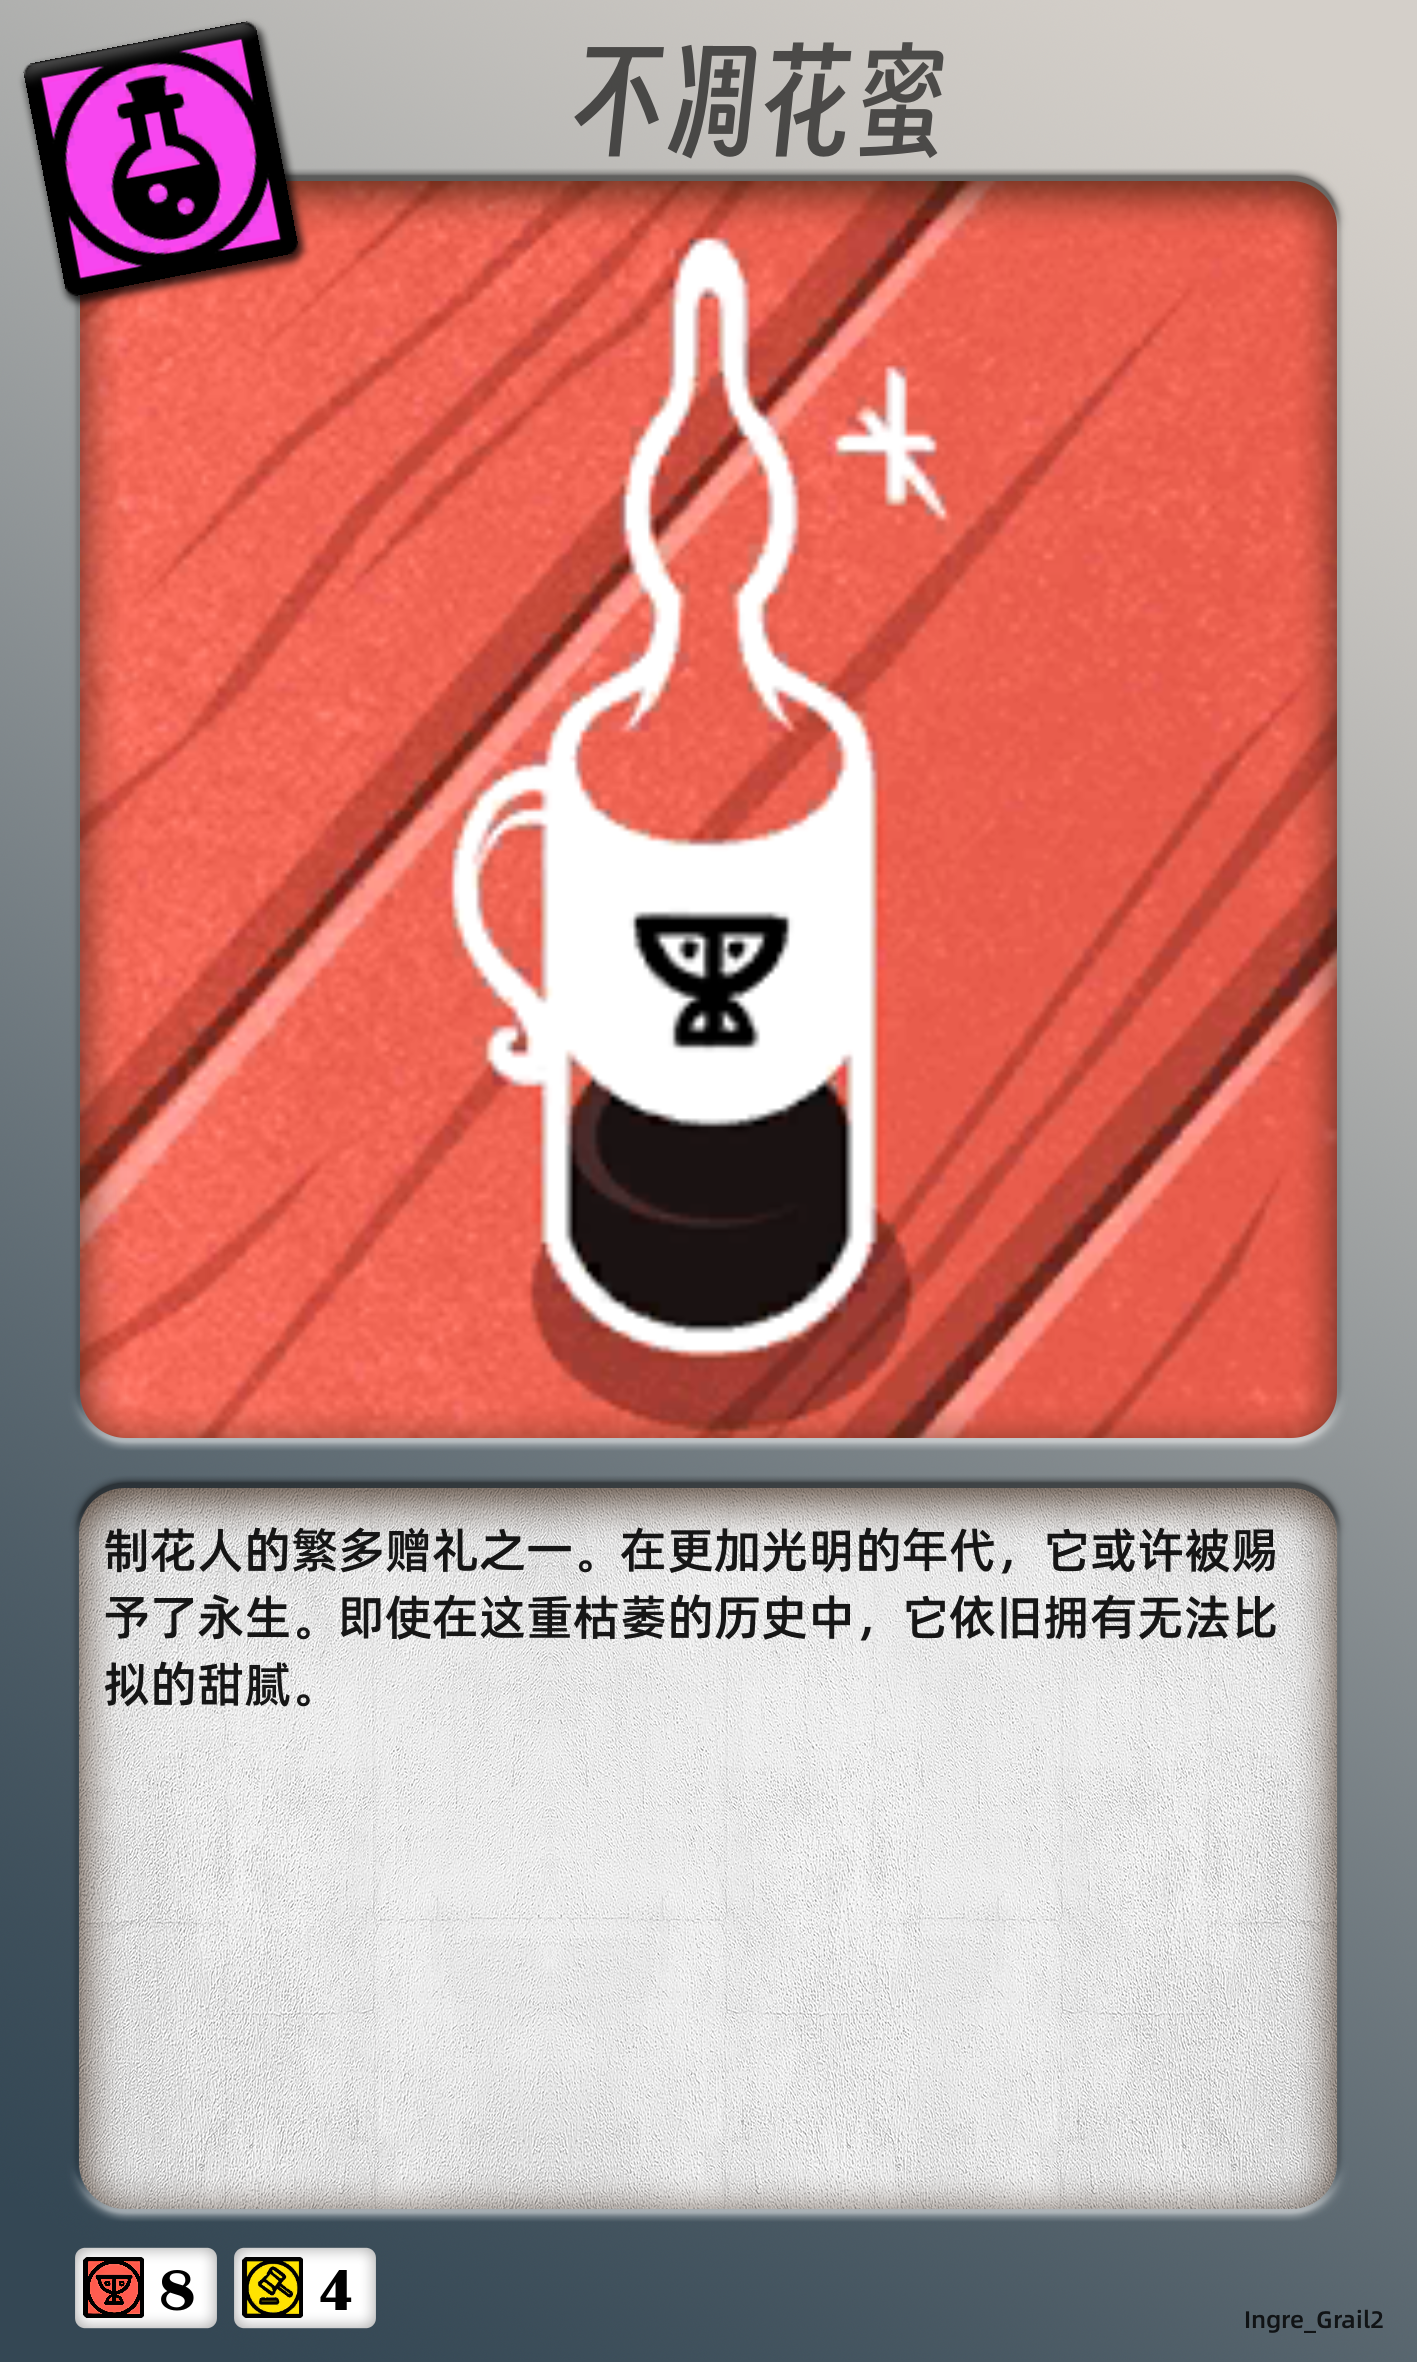 不凋花蜜
制花人的繁多赠礼之一。在更加光明的年代，它或许被赐
予了永生。即使在这重枯萎的历史中，它依旧拥有无法比
拟的甜腻。
8
4
Ingre_Grail2